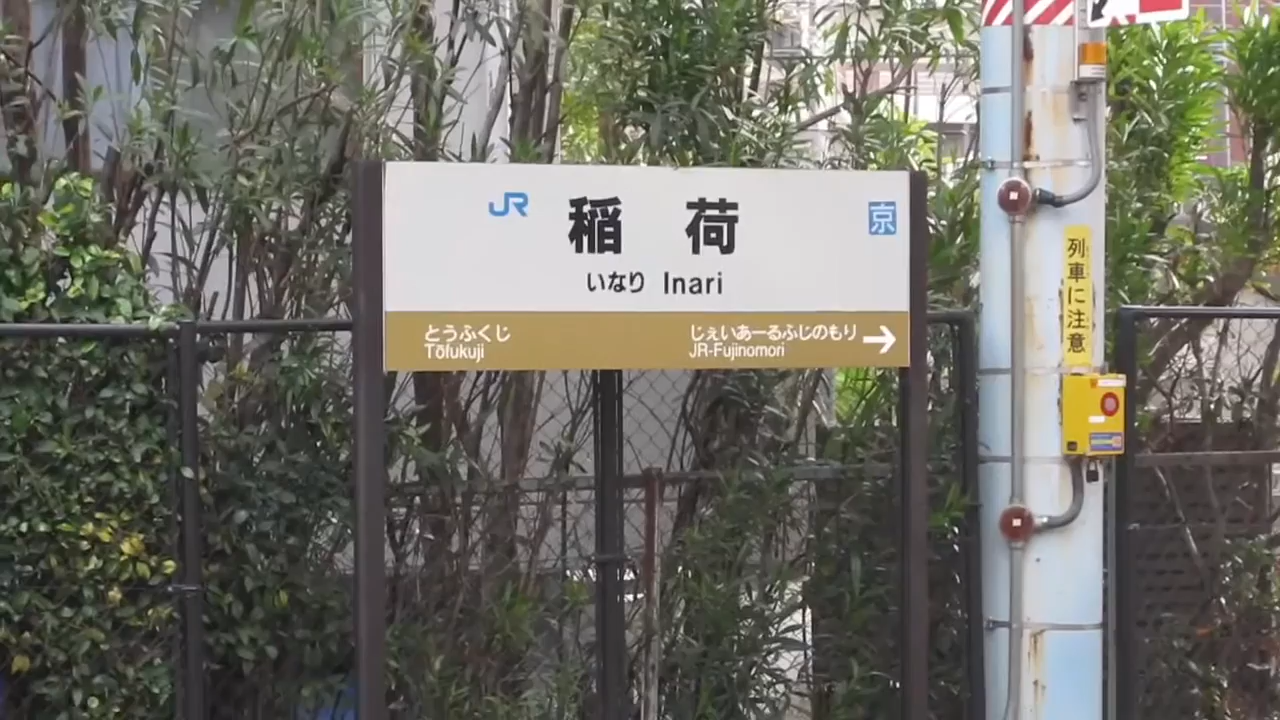 JR
稲荷
京
いなり Inari
とうふくじ
Tōfukuji
じぇいあーるふじのもり
JR-Fujinomori
列車に注意